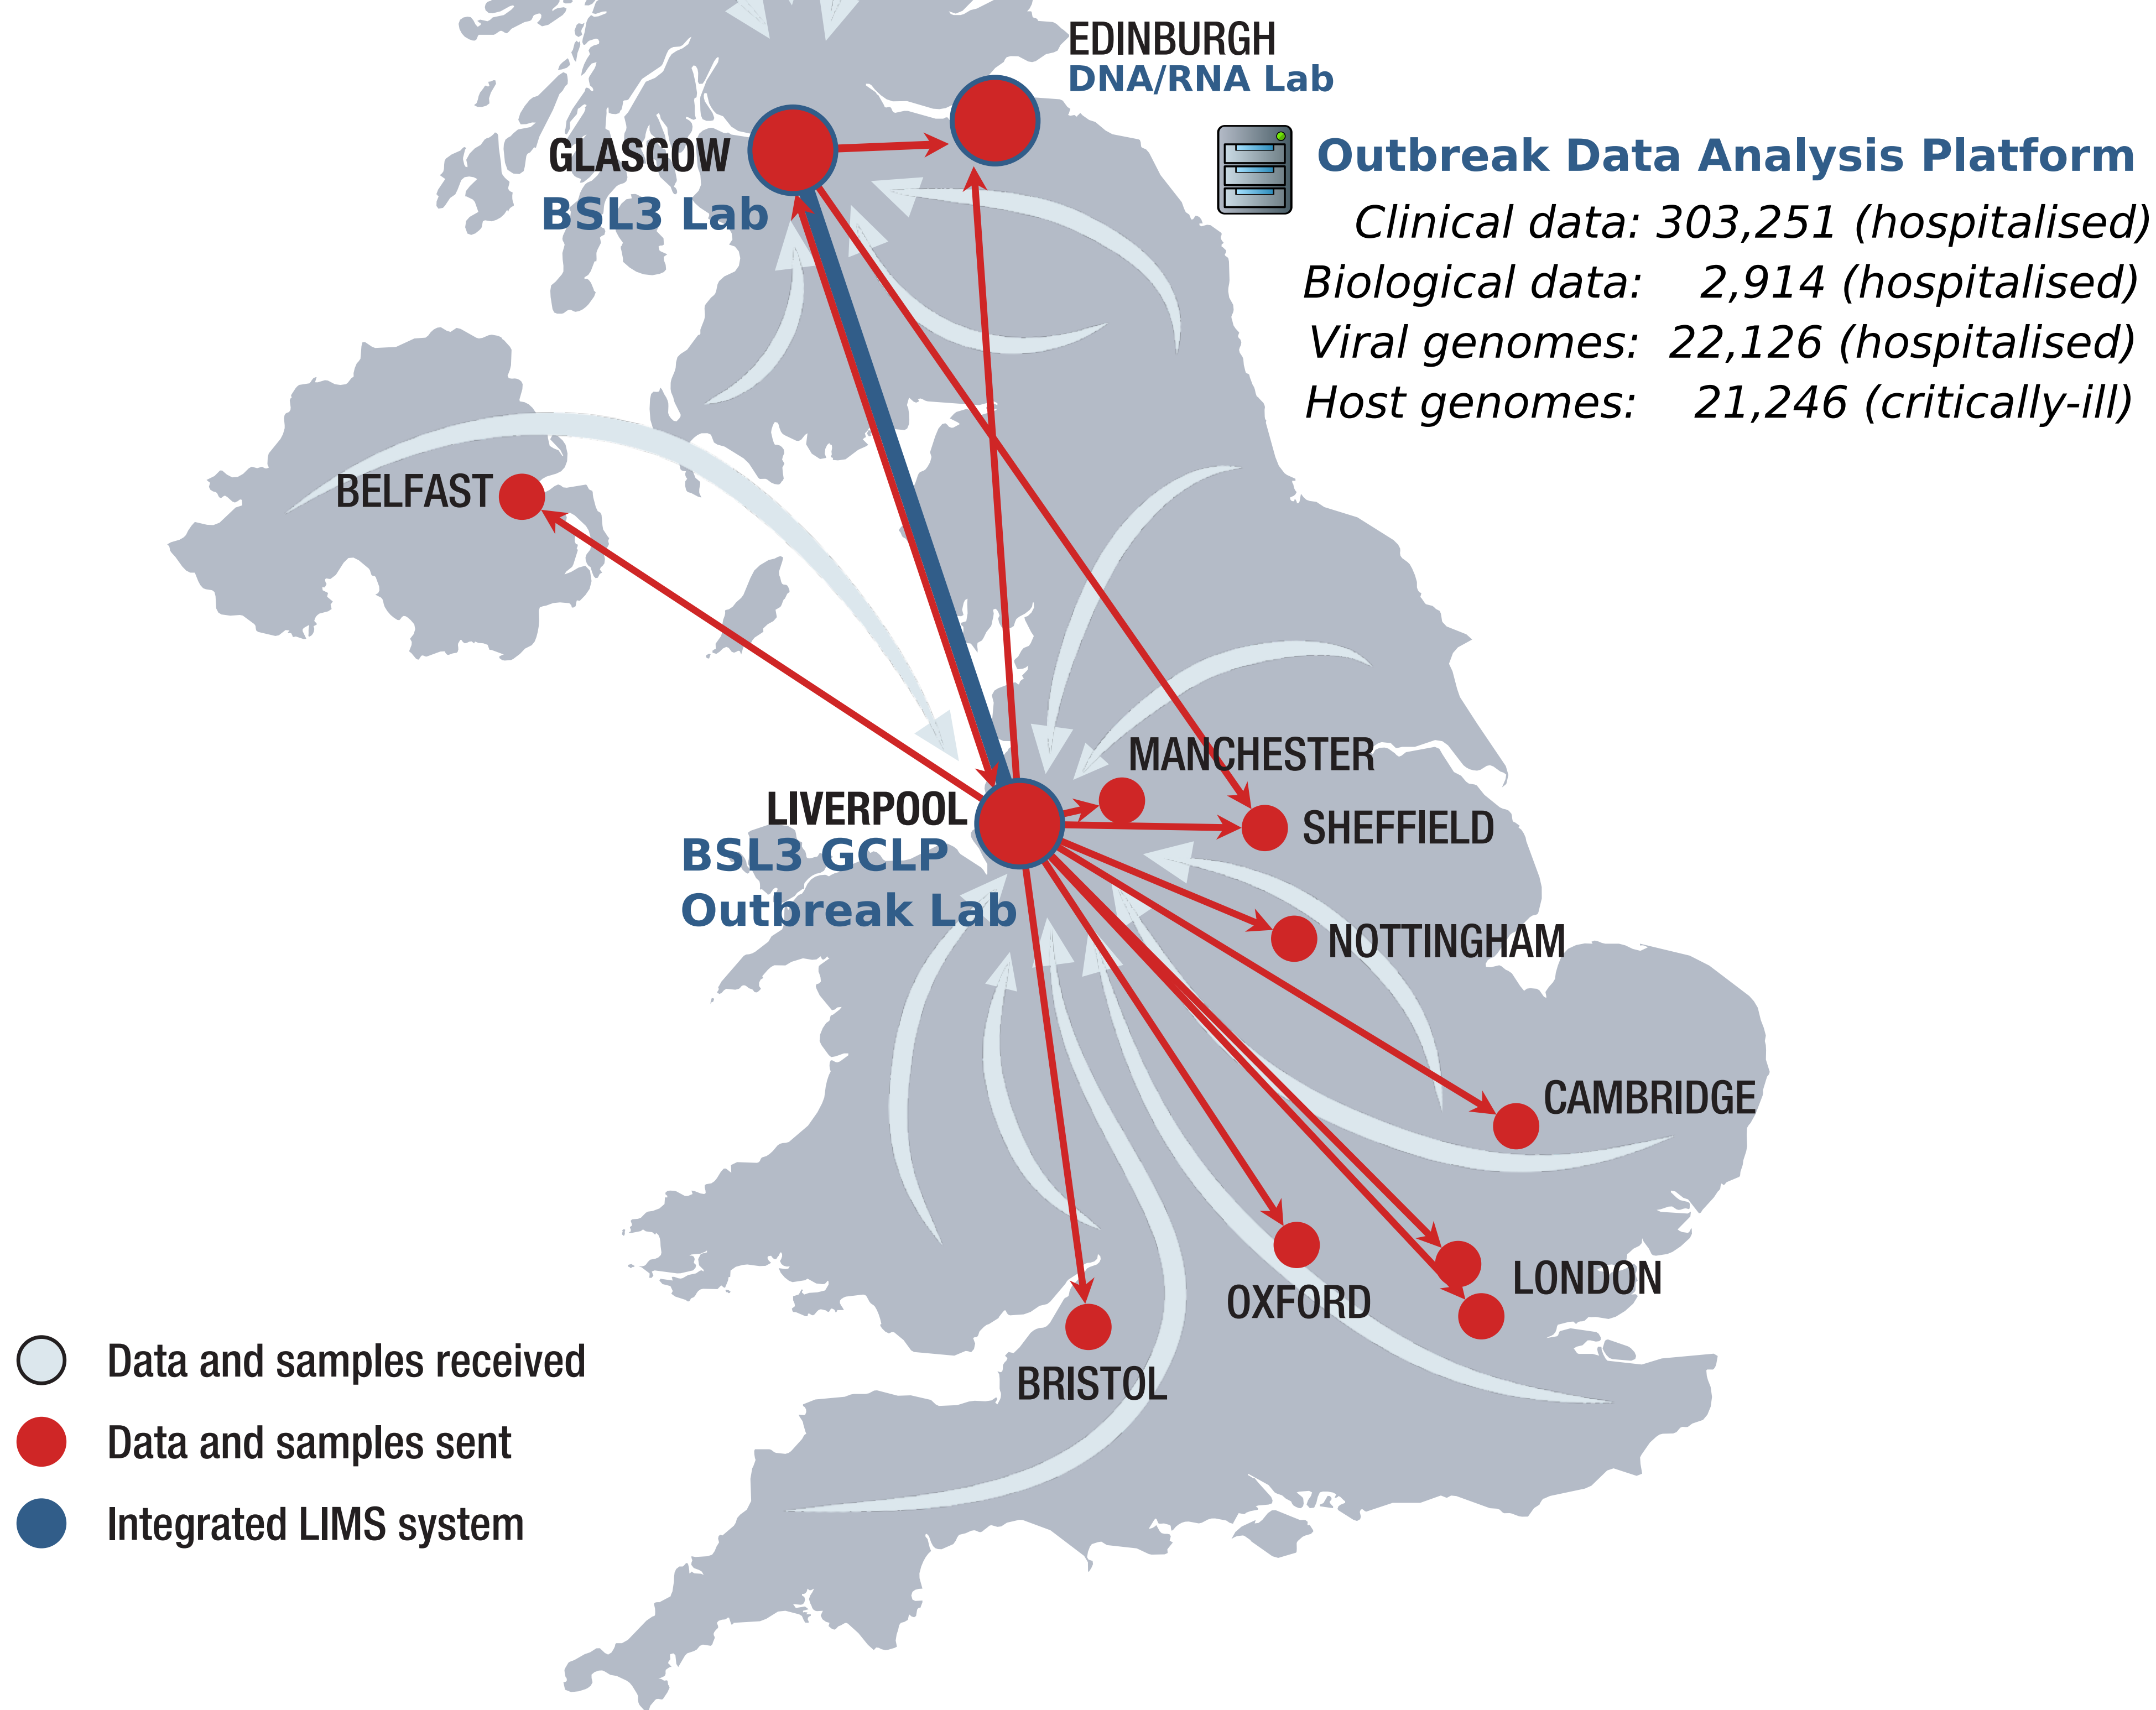 EDINBURGH
DNA/RNA Lab
GLASGOW
BSL3 Lab
Outbreak Data Analysis Platform
Clinical data: 303,251 (hospitalised)
Biological data: 2,914 (hospitalised)
Viral genomes: 22,126 (hospitalised)
Host genomes: 21,246 (critically-ill)
BELFAST
MANCHESTER
LIVERPOOL
BSL3 GCLP
Outbreak Lab
SHEFFIELD
NOTTINGHAM
CAMBRIDGE
LONDON
OXFORD
BRISTOL
Data and samples received
Data and samples sent
Integrated LIMS system